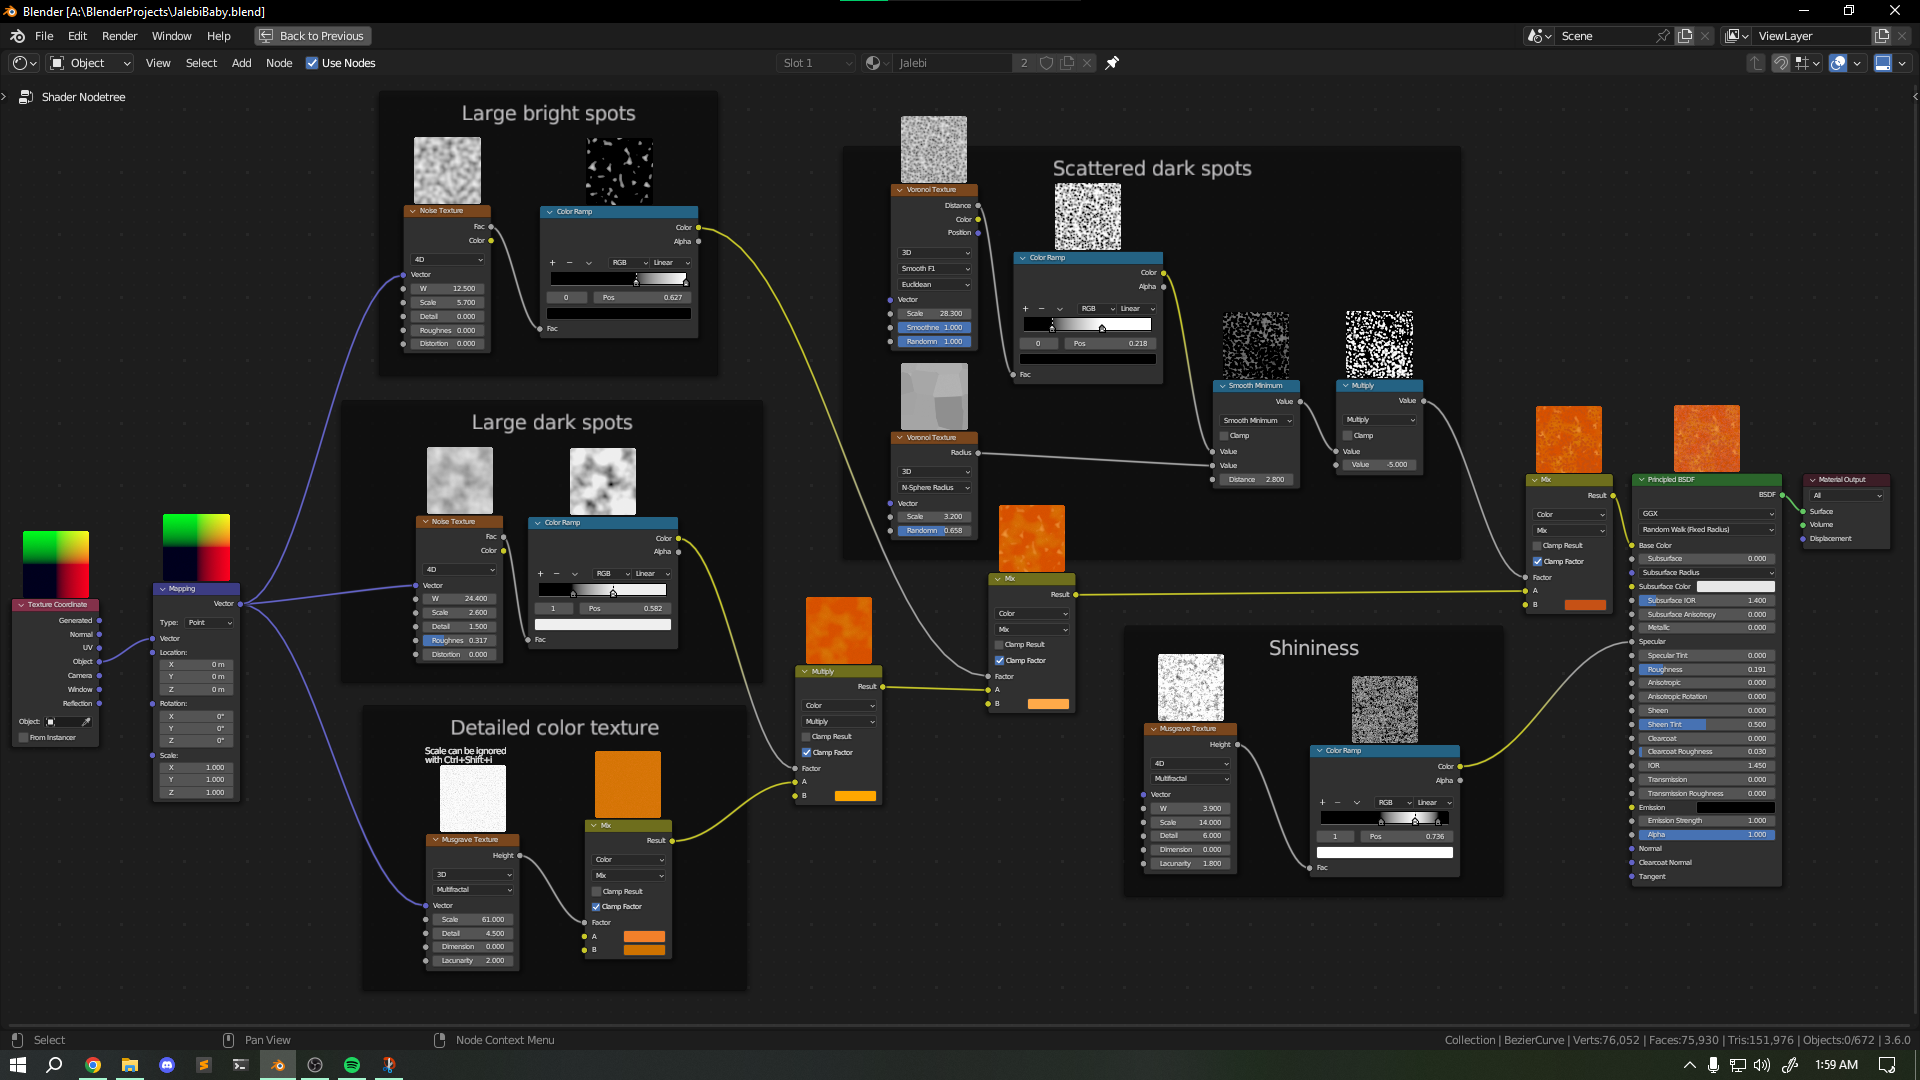 Blender [A:\BlenderProjects\JalebiBaby.blend]
File Edit Render Window Help Back to Previous
Scene
ViewLayer
Object View Select Add Node Use Nodes
Slot 1
Jalebi 2
Shader Nodetree
Large bright spots
Noise Texture
Fac
Color
4D
Vector
W 12.500
Scale 5.700
Detail 0.000
Roughnes 0.000
Distortion 0.000
Color Ramp
Color
Alpha
RGB Linear
0 Pos 0.627
Fac
Large dark spots
Noise Texture
Fac
Color
4D
Vector
W 24.400
Scale 2.600
Detail 1.500
Roughnes 0.317
Distortion 0.000
Color Ramp
Color
Alpha
RGB Linear
1 Pos 0.582
Fac
Texture Coordinate
Generated
Normal
UV
Object
Camera
Window
Reflection
Object:
From Instancer
Mapping
Vector
Type: Point
Vector
Location:
X 0 m
Y 0 m
Z 0 m
Rotation:
X 0°
Y 0°
Z 0°
Scale:
X 1.000
Y 1.000
Z 1.000
Detailed color texture
Scale can be ignored
with Ctrl+Shift+i
Musgrave Texture
Height
3D
Multifractal
Vector
Scale 61.000
Detail 4.500
Dimension 0.000
Lacunarity 2.000
Mix
Result
Color
Mix
Clamp Result
Clamp Factor
Factor
A
B
Multiply
Result
Color
Multiply
Clamp Result
Clamp Factor
Factor
A
B
Mix
Result
Color
Mix
Clamp Result
Clamp Factor
Factor
A
B
Scattered dark spots
Voronoi Texture
Distance
Color
Position
3D
Smooth F1
Euclidean
Vector
Scale 28.300
Smoothne 1.000
Randomn 1.000
Voronoi Texture
Radius
3D
N-Sphere Radius
Vector
Scale 3.200
Randomn 0.658
Color Ramp
Color
Alpha
RGB Linear
0 Pos 0.218
Fac
Smooth Minimum
Value
Smooth Minimum
Clamp
Value
Value
Distance 2.800
Multiply
Value
Multiply
Clamp
Value
Value -5.000
Shininess
Musgrave Texture
Height
4D
Multifractal
Vector
W 3.900
Scale 14.000
Detail 6.000
Dimension 0.000
Lacunarity 1.800
Color Ramp
Color
Alpha
RGB Linear
1 Pos 0.736
Fac
Mix
Result
Color
Mix
Clamp Result
Clamp Factor
Factor
A
B
Principled BSDF
BSDF
GGX
Random Walk (Fixed Radius)
Base Color
Subsurface 0.000
Subsurface Radius
Subsurface Color
Subsurface IOR 1.400
Subsurface Anisotropy 0.000
Metallic 0.000
Specular
Specular Tint 0.000
Roughness 0.191
Anisotropic 0.000
Anisotropic Rotation 0.000
Sheen 0.000
Sheen Tint 0.500
Clearcoat 0.000
Clearcoat Roughness 0.030
IOR 1.450
Transmission 0.000
Transmission Roughness 0.000
Emission
Emission Strength 1.000
Alpha 1.000
Normal
Clearcoat Normal
Tangent
Material Output
All
Surface
Volume
Displacement
Select
Pan View
Node Context Menu
Collection | BezierCurve | Verts:76,052 | Faces:75,930 | Tris:151,976 | Objects:0/672 | 3.6.0
1:59 AM